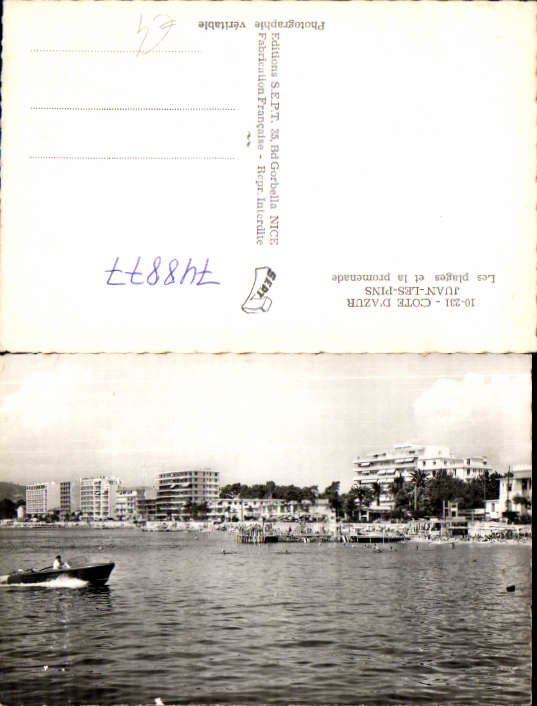 10-231 - COTE D'AZUR
JUAN-LES-PINS
Les plages et la promenade
SEPT.
748877
Editions S.E.P.T. 35, Bd Gorbella NICE
Fabrication Française - Repr. Interdite
Photographie véritable